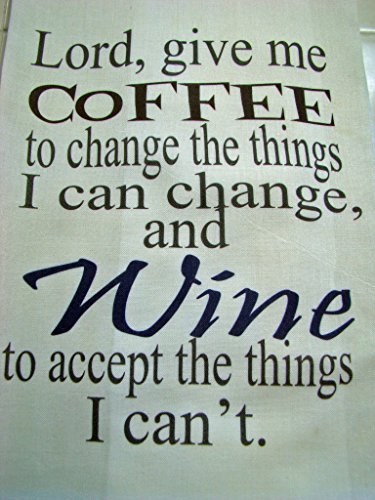 Lord, give me
COFFEE
to change the things
I can change,
and
Wine
to accept the things
I can't.